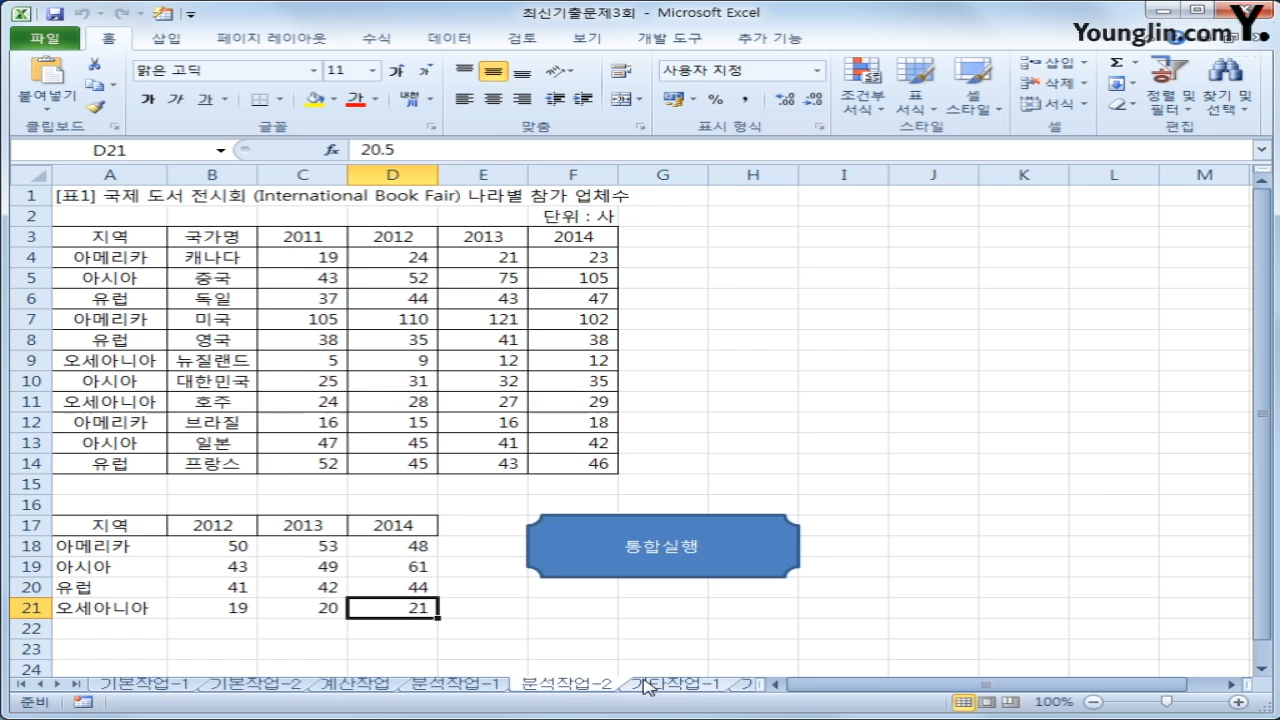 최신기출문제3회 - Microsoft Excel
YoungJin.com Y.
파일 홈 삽입 페이지 레이아웃 수식 데이터 검토 보기 개발 도구 추가 기능
붙여넣기 맑은 고딕 11 가 가 사용자 지정 조건부 서식 표 서식 셀 스타일 삽입 삭제 서식 Σ 정렬 및 필터 찾기 및 선택
가 가 가 가 내천 % ,
클립보드 글꼴 맞춤 표시 형식 스타일 셀 편집
D21 fx 20.5
A B C D E F G H I J K L M
1 [표1] 국제 도서 전시회 (International Book Fair) 나라별 참가 업체수
2 단위 : 사
3 지역 국가명 2011 2012 2013 2014
4 아메리카 캐나다 19 24 21 23
5 아시아 중국 43 52 75 105
6 유럽 독일 37 44 43 47
7 아메리카 미국 105 110 121 102
8 유럽 영국 38 35 41 38
9 오세아니아 뉴질랜드 5 9 12 12
10 아시아 대한민국 25 31 32 35
11 오세아니아 호주 24 28 27 29
12 아메리카 브라질 16 15 16 18
13 아시아 일본 47 45 41 42
14 유럽 프랑스 52 45 43 46
15
16
17 지역 2012 2013 2014
18 아메리카 50 53 48
통합실행
19 아시아 43 49 61
20 유럽 41 42 44
21 오세아니아 19 20 21
22
23
24
기본작업-1 기본작업-2 계산작업 분석작업-1 분석작업-2 기타작업-1
준비 100%